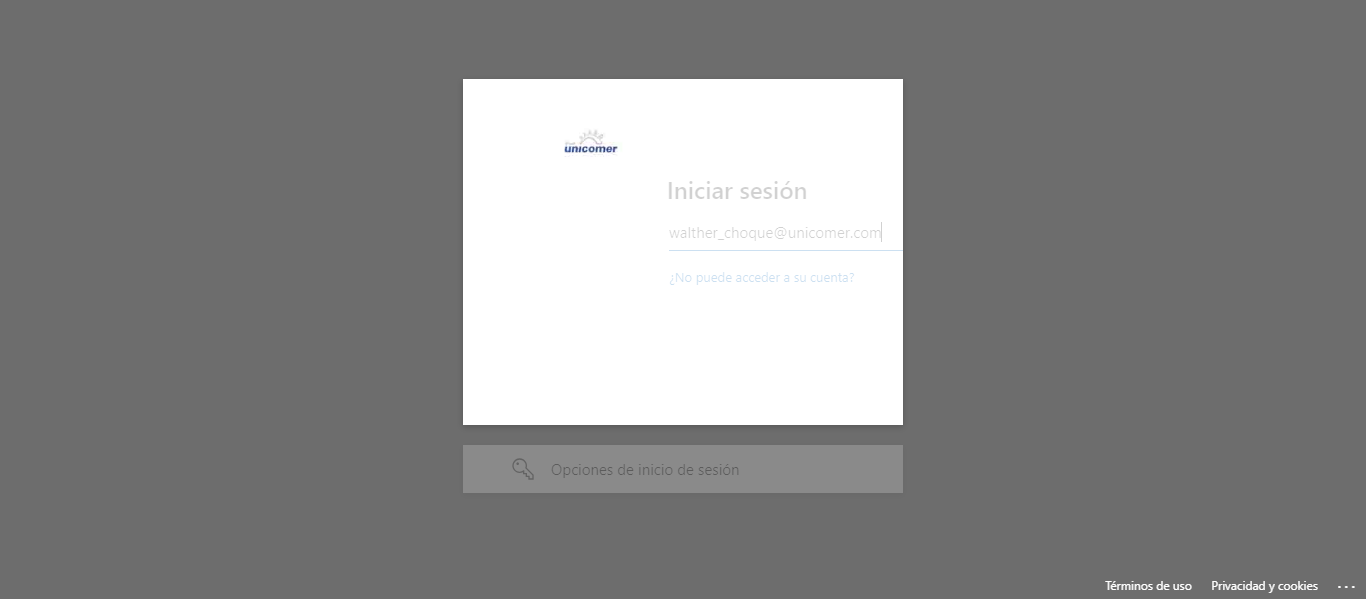 unicomer
Iniciar sesión
walther_choque@unicomer.com
¿No puede acceder a su cuenta?
Opciones de inicio de sesión
Términos de uso Privacidad y cookies ...